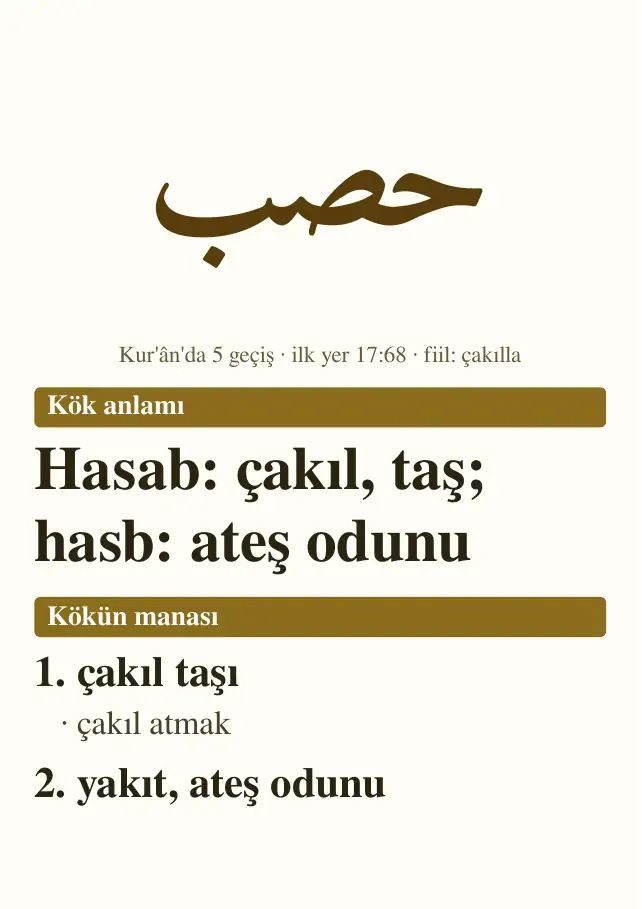 حصب
Kur'ân'da 5 geçiş · ilk yer 17:68 · fiil: çakılla
Kök anlamı
Hasab: çakıl, taş;
hasb: ateş odunu
Kökün manası
1. çakıl taşı
· çakıl atmak
2. yakıt, ateş odunu